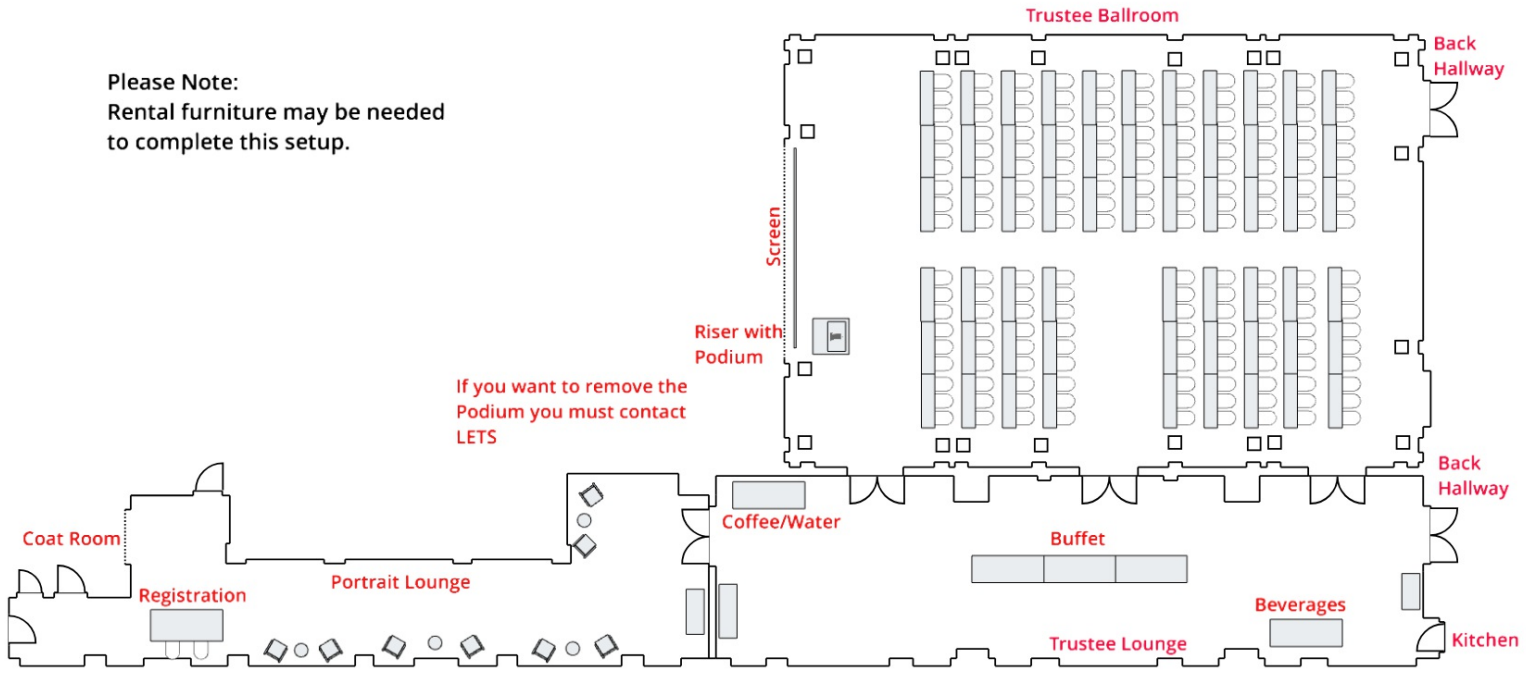 Trustee Ballroom
Back
Hallway
Please Note:
Rental furniture may be needed
to complete this setup.
Screen
Riser with
Podium
If you want to remove the
Podium you must contact
LETS
Back
Hallway
Coffee/Water
Coat Room
Buffet
Portrait Lounge
Registration
Beverages
Trustee Lounge
Kitchen